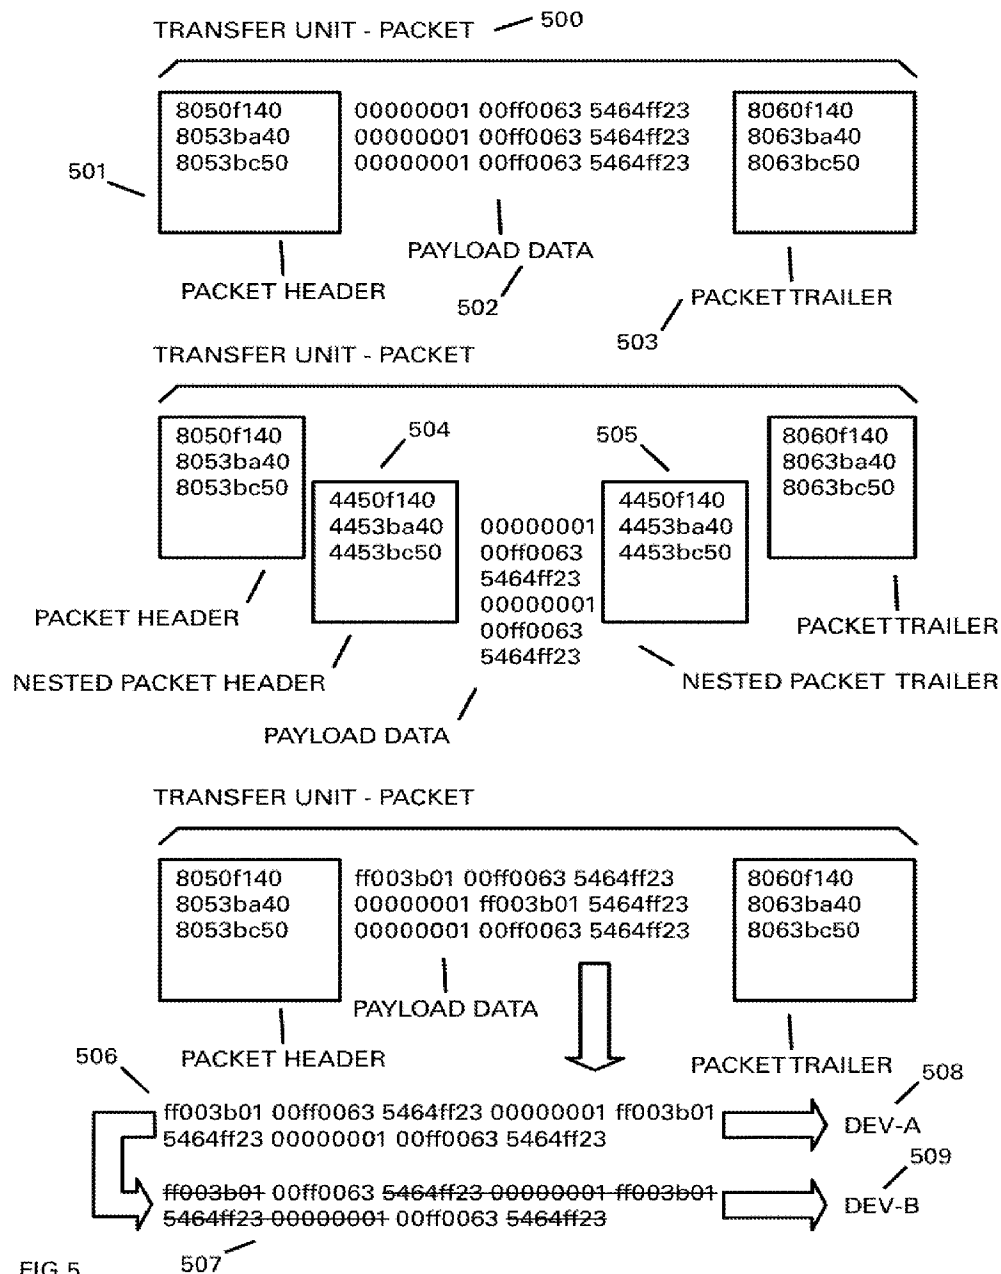 TRANSFER UNIT - PACKET 500
8050f140 00000001 00ff0063 5464ff23 8060f140
8053ba40 00000001 00ff0063 5464ff23 8063ba40
8053bc50 00000001 00ff0063 5464ff23 8063bc50
501
PAYLOAD DATA
PACKET HEADER 502 PACKET TRAILER
503
TRANSFER UNIT - PACKET
8050f140 504 505 8060f140
8053ba40 8063ba40
8053bc50 8063bc50
4450f140 4450f140
4453ba40 00000001 4453ba40
4453bc50 00ff0063 4453bc50
5464ff23
00000001
PACKET HEADER 00ff0063 PACKET TRAILER
5464ff23
NESTED PACKET HEADER NESTED PACKET TRAILER
PAYLOAD DATA
TRANSFER UNIT - PACKET
8050f140 ff003b01 00ff0063 5464ff23 8060f140
8053ba40 00000001 ff003b01 5464ff23 8063ba40
8053bc50 00000001 00ff0063 5464ff23 8063bc50
PAYLOAD DATA
PACKET HEADER PACKET TRAILER
506 508
ff003b01 00ff0063 5464ff23 00000001 ff003b01 DEV-A
5464ff23 00000001 00ff0063 5464ff23
509
ff003b01 00ff0063 5464ff23 00000001 ff003b01 DEV-B
5464ff23 00000001 00ff0063 5464ff23
507
FIG 5